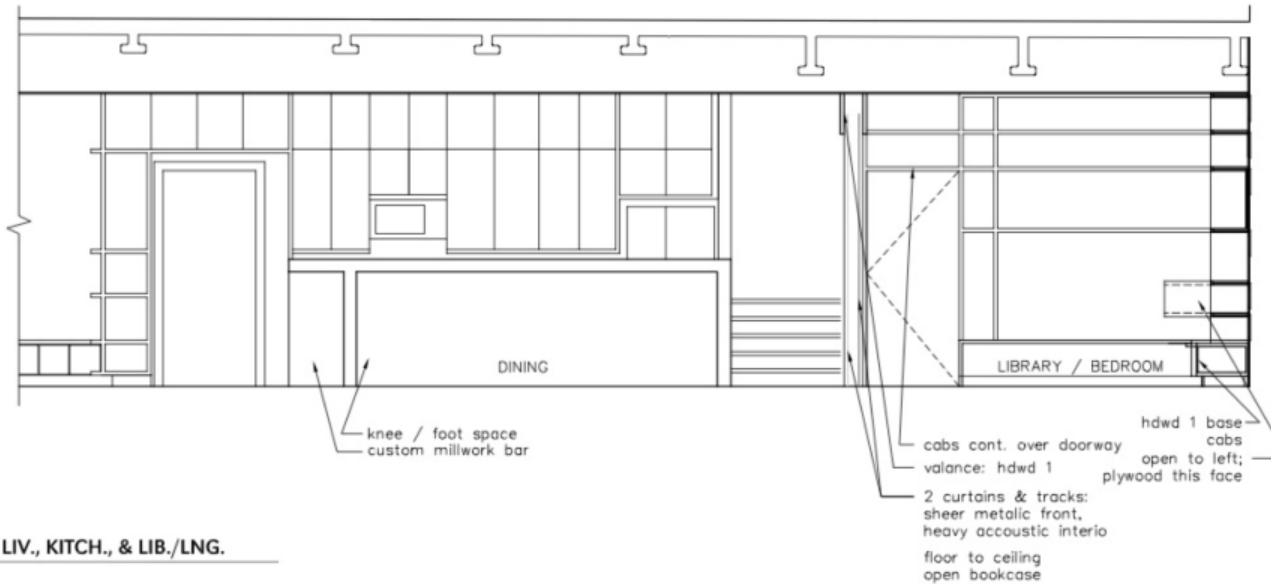 DINING
LIBRARY / BEDROOM
knee / foot space
custom millwork bar
cabs cont. over doorway
valance: hdwd 1
2 curtains & tracks:
sheer metalic front,
heavy accoustic interio
floor to ceiling
open bookcase
hdwd 1 base
cabs
open to left;
plywood this face
LIV., KITCH., & LIB./LNG.